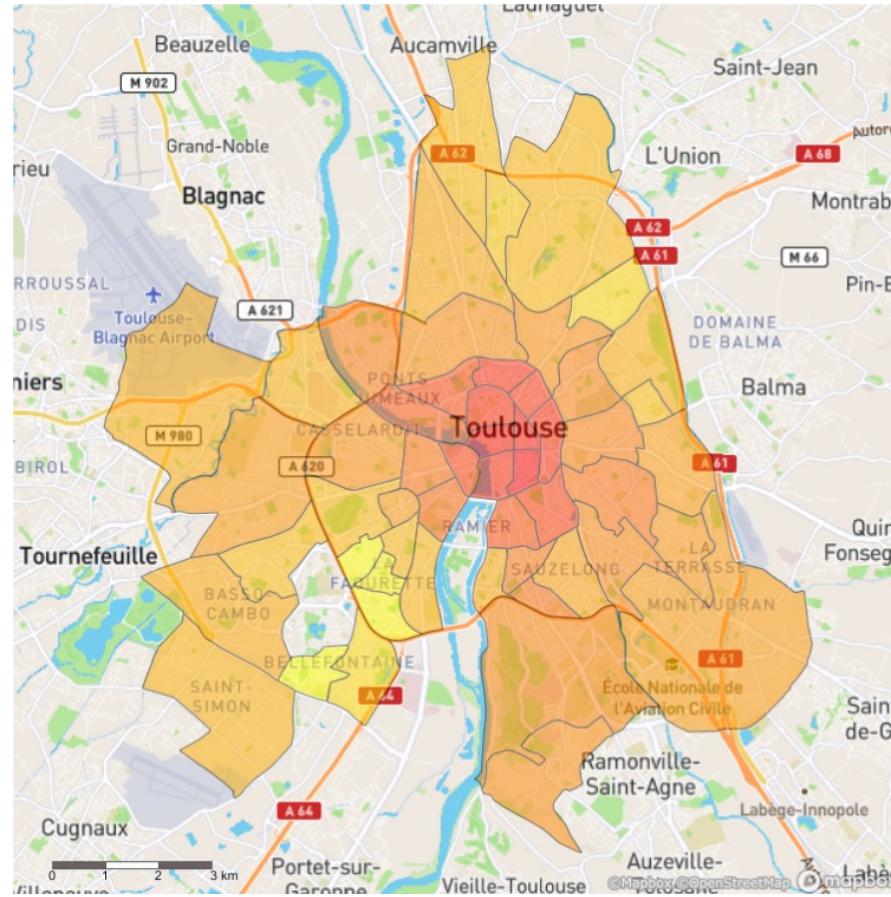 Launaguet
Beauzelle
Aucamville
Saint-Jean
M 902
Autoro
Grand-Noble
A 62
A 68
L'Union
rieu
Blagnac
Montrab
A 62
A 61
M 66
RROUSSAL
Pin-B
Toulouse-
Blagnac Airport
A 621
DIS
DOMAINE
DE BALMA
niers
PONTS
JUMEAUX
Balma
Toulouse
CASSELARDIT
M 980
A 620
A 61
BIROL
RAMIER
Quin
Fonseg
Tournefeuille
LA
FAOURETTE
SAUZELONG
LA
TERRASSE
BASSO
CAMBO
MONTAUDRAN
BELLEFONTAINE
A 61
École Nationale de
l'Aviation Civile
SAINT-
SIMON
A 64
Sain
de-G
Ramonville-
Saint-Agne
A 64
Labège-Innopole
Cugnaux
0 1 2 3 km
Portet-sur-
Garonne
Auzeville-
Tolosane
Labè
Villeneuve
Vieille-Toulouse
©Mapbox ©OpenStreetMap
mapbox